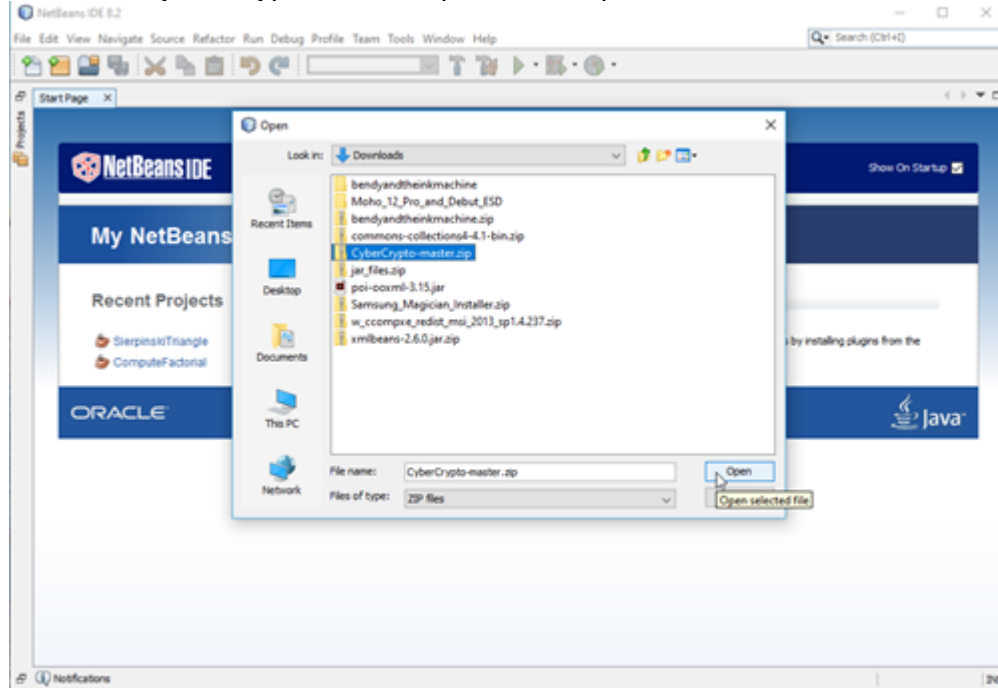 NetBeans IDE 8.2
File Edit View Navigate Source Refactor Run Debug Profile Team Tools Window Help
Search (Ctrl+I)
Projects
Start Page
Open
Look in: Downloads
NetBeans IDE
Show On Startup
My NetBeans
Recent Projects
SierpinskiTriangle
ComputeFactorial
Recent Items
Desktop
Documents
This PC
Network
bendyandtheinkmachine
Moho_12_Pro_and_Debut_ESD
bendyandtheinkmachine.zip
commons-collections4-4.1-bin.zip
CyberCrypto-master.zip
jar_files.zip
poi-ooxml-3.15.jar
Samsung_Magician_Installer.zip
w_ccompxe_redist_msi_2013_sp1.4.237.zip
xmlbeans-2.6.0.jar.zip
s by installing plugins from the
ORACLE
Java
File name: CyberCrypto-master.zip
Open
Files of type: ZIP files
Open selected file
Notifications